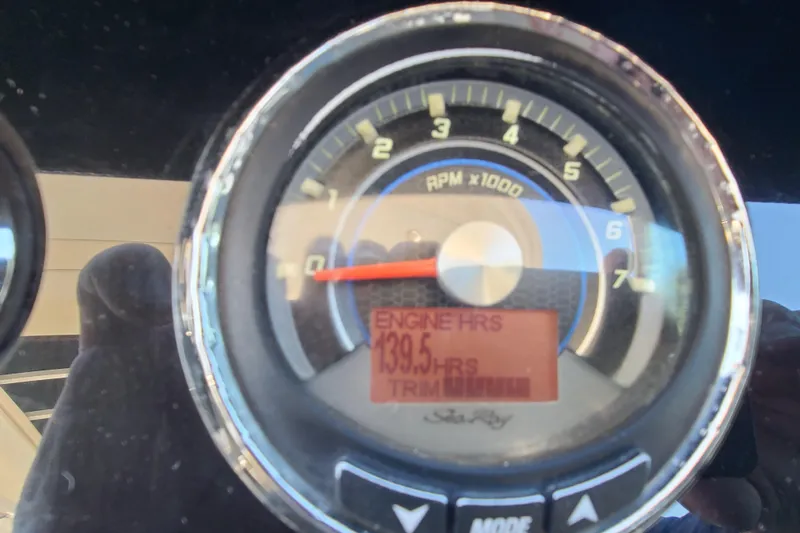 0
1
2
3
4
5
6
7
RPM x1000
ENGINE HRS
139.5 HRS
TRIM
Sea Ray
MODE